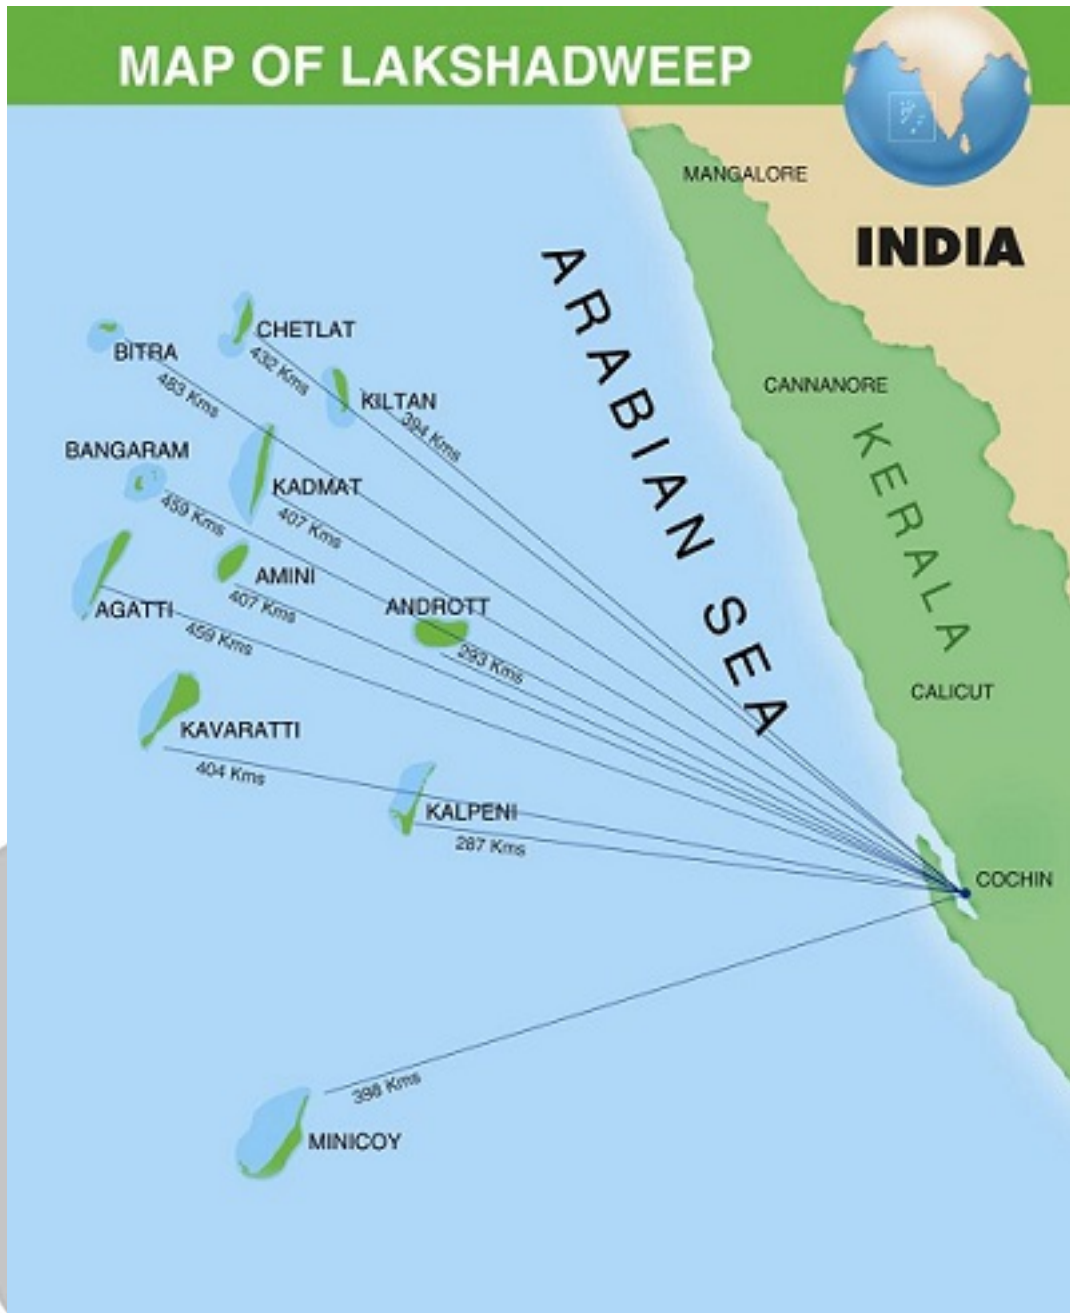 MAP OF LAKSHADWEEP
MANGALORE
INDIA
ARABIAN SEA
CHETLAT
432 Kms
BITRA
483 Kms
KILTAN
394 Kms
CANNANORE
KERALA
BANGARAM
459 Kms
KADMAT
407 Kms
AMINI
407 Kms
ANDROTT
293 Kms
AGATTI
459 Kms
CALICUT
KAVARATTI
404 Kms
KALPENI
287 Kms
COCHIN
398 Kms
MINICOY